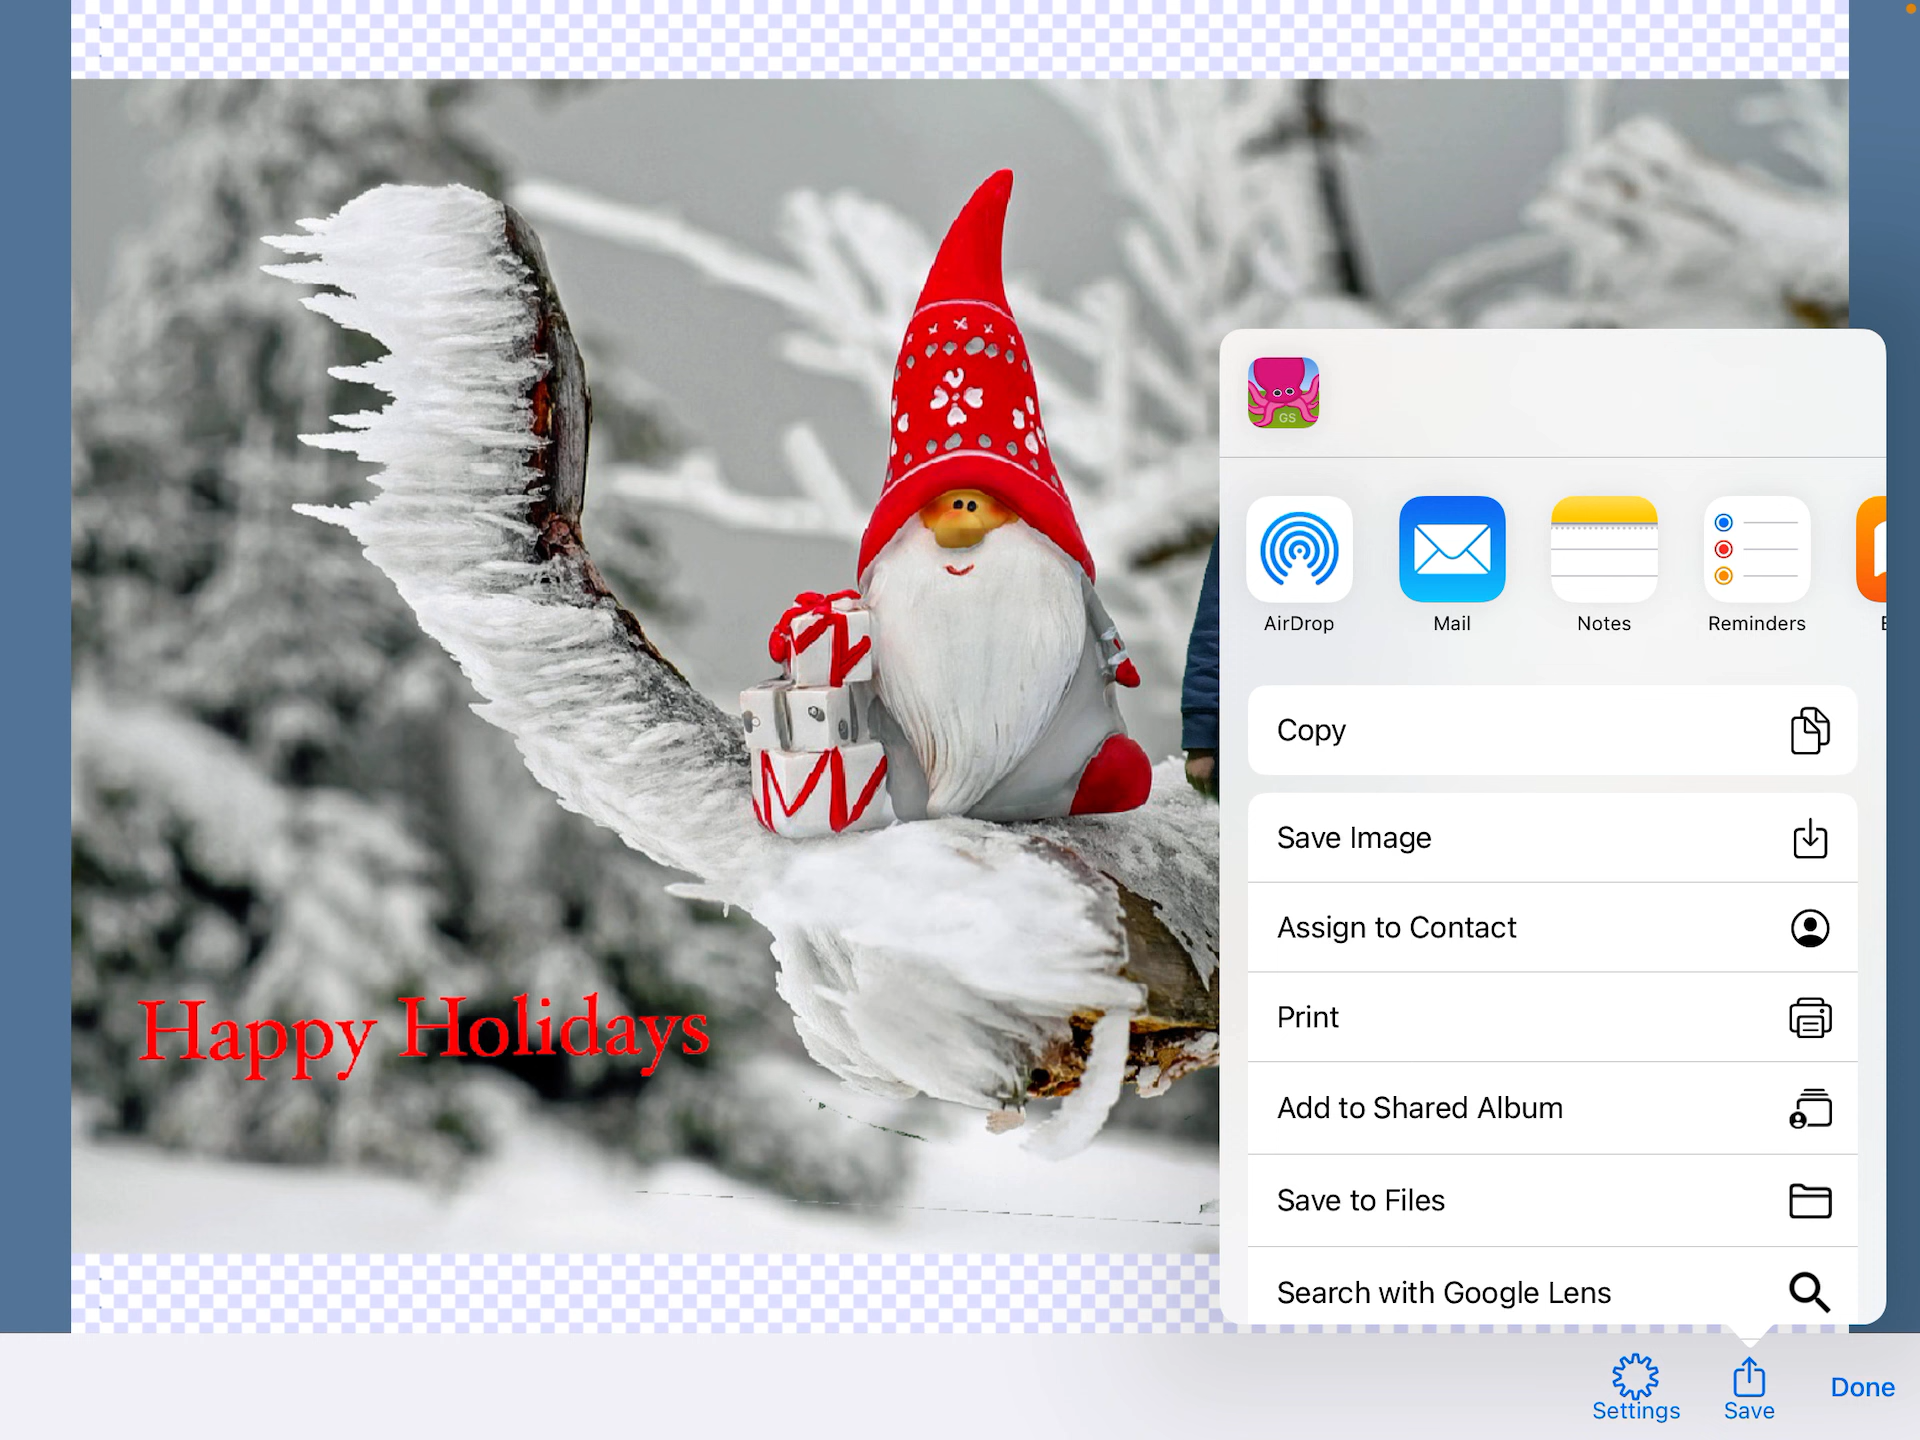 GS
AirDrop
Mail
Notes
Reminders
Copy
Save Image
Assign to Contact
Print
Add to Shared Album
Save to Files
Search with Google Lens
Happy Holidays
Settings
Save
Done